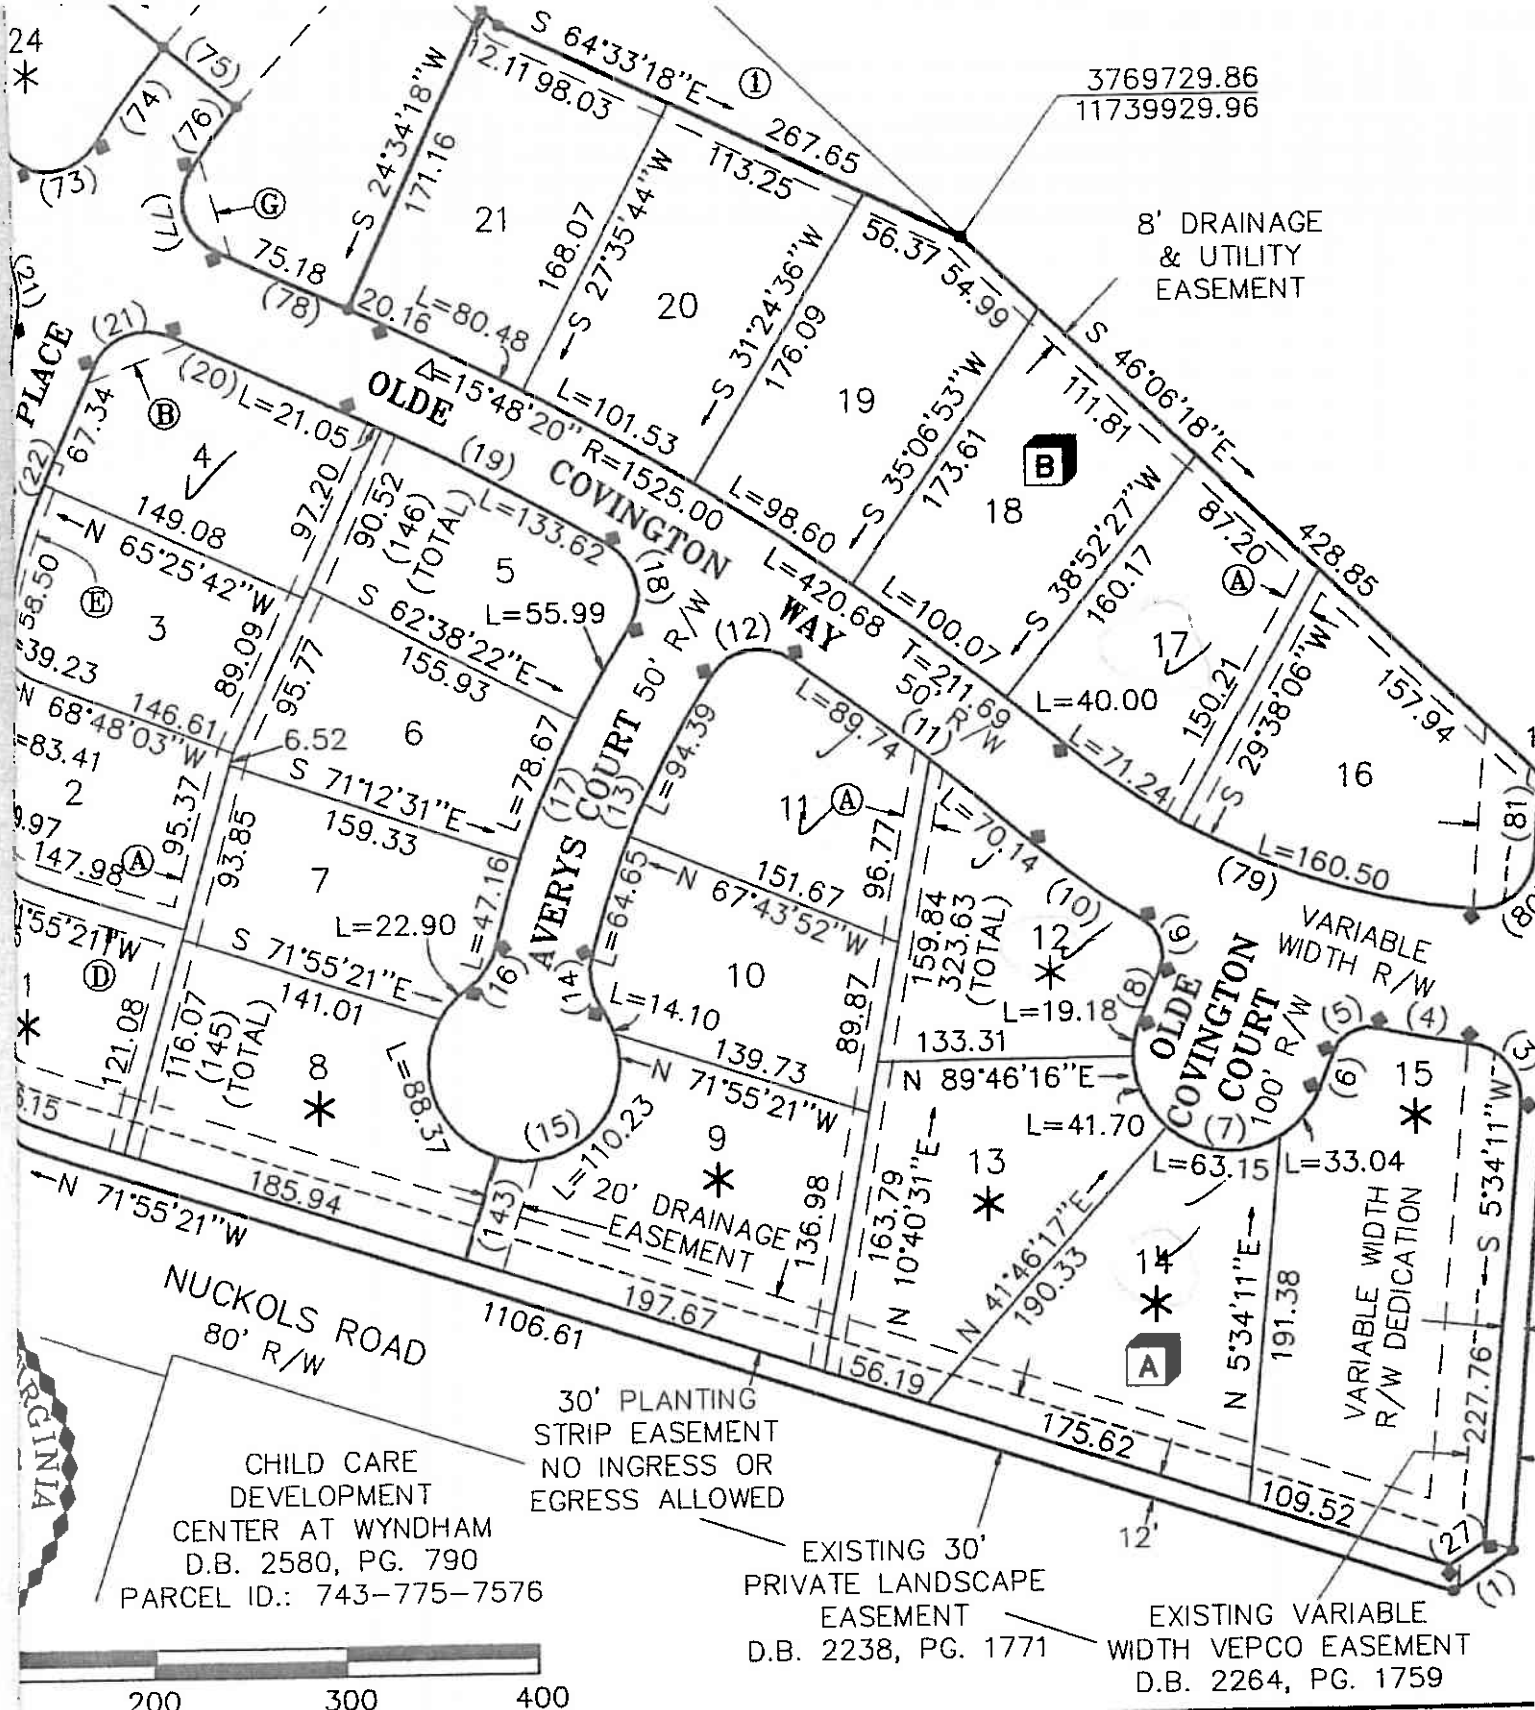 24
(75)
(74)
(76)
(73)
(77)
G
75.18
(78)
(21)
PLACE
(21)
(20)
B
67.34
(22)
4
149.08
N 65°25'42"W
97.20
L=21.05
S 24°34'18"W
171.16
12.11
98.03
S 64°33'18"E
1
267.65
113.25
3769729.86
11739929.96
8' DRAINAGE
& UTILITY
EASEMENT
21
20.16
L=80.48
168.07
S 27°35'44"W
20
L=101.53
S 31°24'36"W
176.09
56.37
54.99
19
L=98.60
S 35°06'53"W
173.61
S 46°06'18"E
111.81
B
18
L=100.07
S 38°52'27"W
160.17
87.20
A
428.85
17
L=40.00
150.21
L=71.24
S 29°38'06"W
157.94
16
(81)
L=160.50
(79)
(80
Δ=15°48'20" R=1525.00
L=420.68
T=211.69
OLDE
COVINGTON
WAY
50' R/W
(19)
L=133.62
90.52
(146)
(TOTAL)
5
(18)
S 62°38'22"E
L=55.99
155.93
95.77
6
L=78.67
6.52
S 71°12'31"E
159.33
93.85
7
L=47.16
L=22.90
S 71°55'21"E
141.01
(16)
116.07
(145)
(TOTAL)
8
L=88.37
58.50
E
3
89.09
=39.23
146.61
N 68°48'03"W
=83.41
2
95.37
9.97
147.98
A
1°55'21"W
D
1
121.08
6.15
AVERYS COURT 50' R/W
(17)
(13)
(12)
L=94.39
L=89.74
(11)
11
A
96.77
151.67
N 67°43'52"W
L=64.65
(14)
10
L=14.10
89.87
139.73
N 71°55'21"W
(15)
L=110.23
9
136.98
(143)
20' DRAINAGE
EASEMENT
L=70.14
(10)
159.84
323.63
(TOTAL)
12
(9)
(8)
L=19.18
133.31
N 89°46'16"E
OLDE
COVINGTON
COURT
100' R/W
VARIABLE
WIDTH R/W
(5)
(4)
(3)
(6)
(7)
15
L=41.70
L=63.15
L=33.04
13
163.79
N 10°40'31"E
N 41°46'17"E
190.33
14
A
N 5°34'11"E
191.38
VARIABLE WIDTH
R/W DEDICATION
S 5°34'11"W
227.76
N 71°55'21"W
185.94
197.67
1106.61
56.19
175.62
109.52
12'
(27)
(1)
NUCKOLS ROAD
80' R/W
30' PLANTING
STRIP EASEMENT
NO INGRESS OR
EGRESS ALLOWED
CHILD CARE
DEVELOPMENT
CENTER AT WYNDHAM
D.B. 2580, PG. 790
PARCEL ID.: 743-775-7576
EXISTING 30'
PRIVATE LANDSCAPE
EASEMENT
D.B. 2238, PG. 1771
EXISTING VARIABLE
WIDTH VEPCO EASEMENT
D.B. 2264, PG. 1759
RGINIA
200
300
400